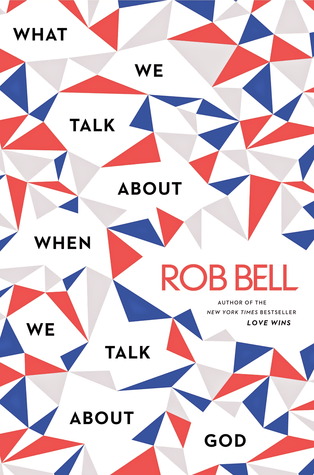 WHAT
WE
TALK
ABOUT
WHEN
ROB BELL
AUTHOR OF THE
NEW YORK TIMES BESTSELLER
LOVE WINS
WE
TALK
ABOUT
GOD